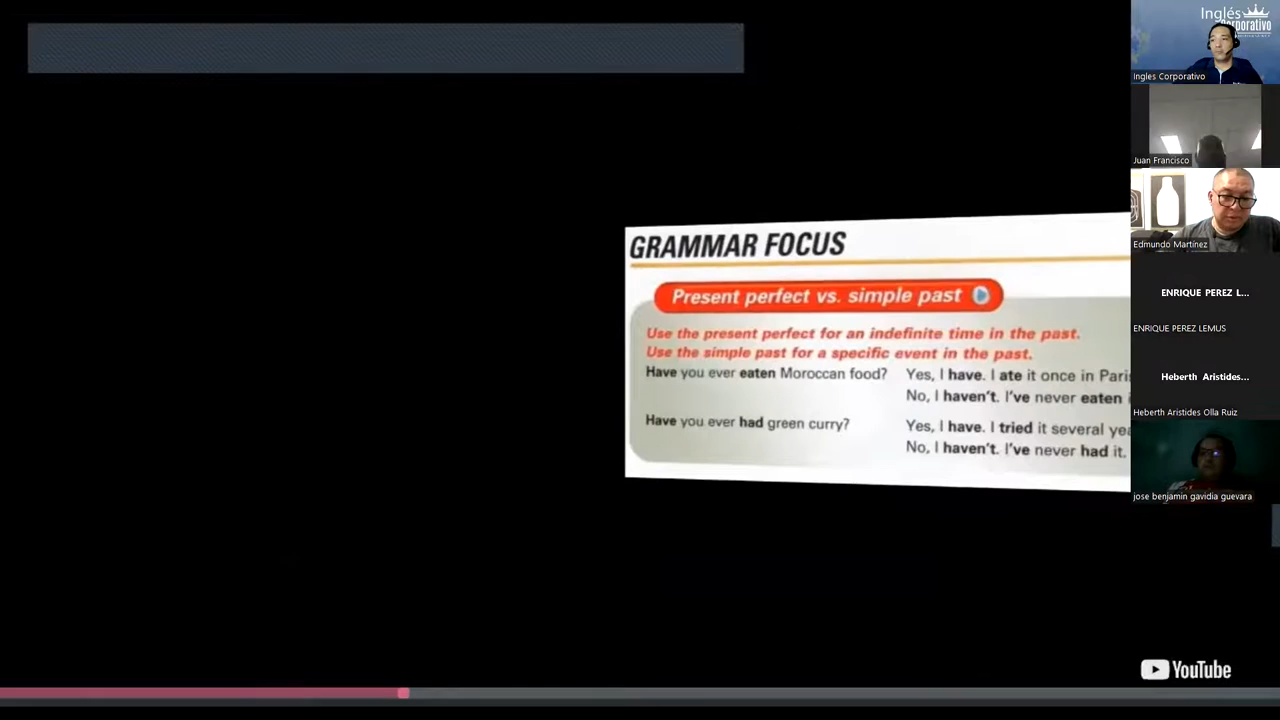 GRAMMAR FOCUS
Present perfect vs. simple past
Use the present perfect for an indefinite time in the past.
Use the simple past for a specific event in the past.
Have you ever eaten Moroccan food?
Yes, I have. I ate it once in Paris
No, I haven't. I've never eaten
Have you ever had green curry?
Yes, I have. I tried it several yea
No, I haven't. I've never had it.
YouTube
Inglés
Corporativo
Ingles Corporativo
Juan Francisco
Edmundo Martínez
ENRIQUE PEREZ L...
ENRIQUE PEREZ LEMUS
Heberth Aristides...
Heberth Aristides Olla Ruiz
jose benjamin gavidia guevara